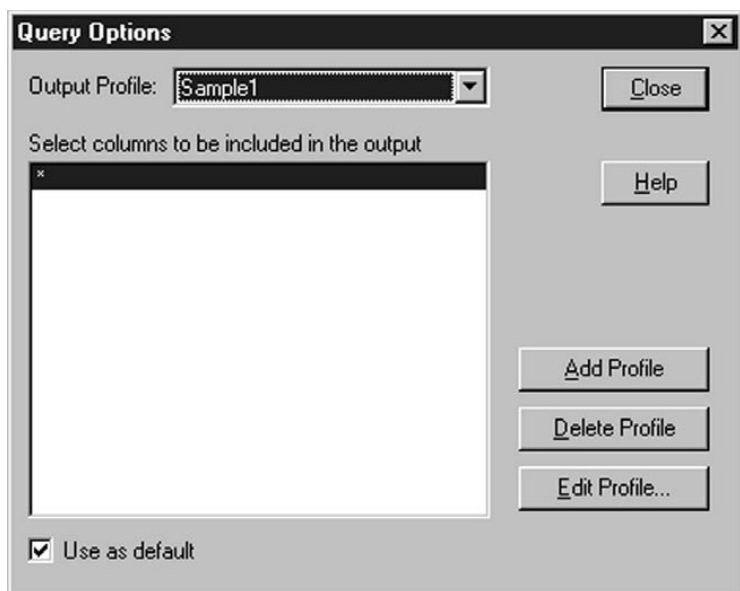 Query Options
Output Profile: Sample1
Close
Select columns to be included in the output
*
Help
Add Profile
Delete Profile
Edit Profile...
Use as default